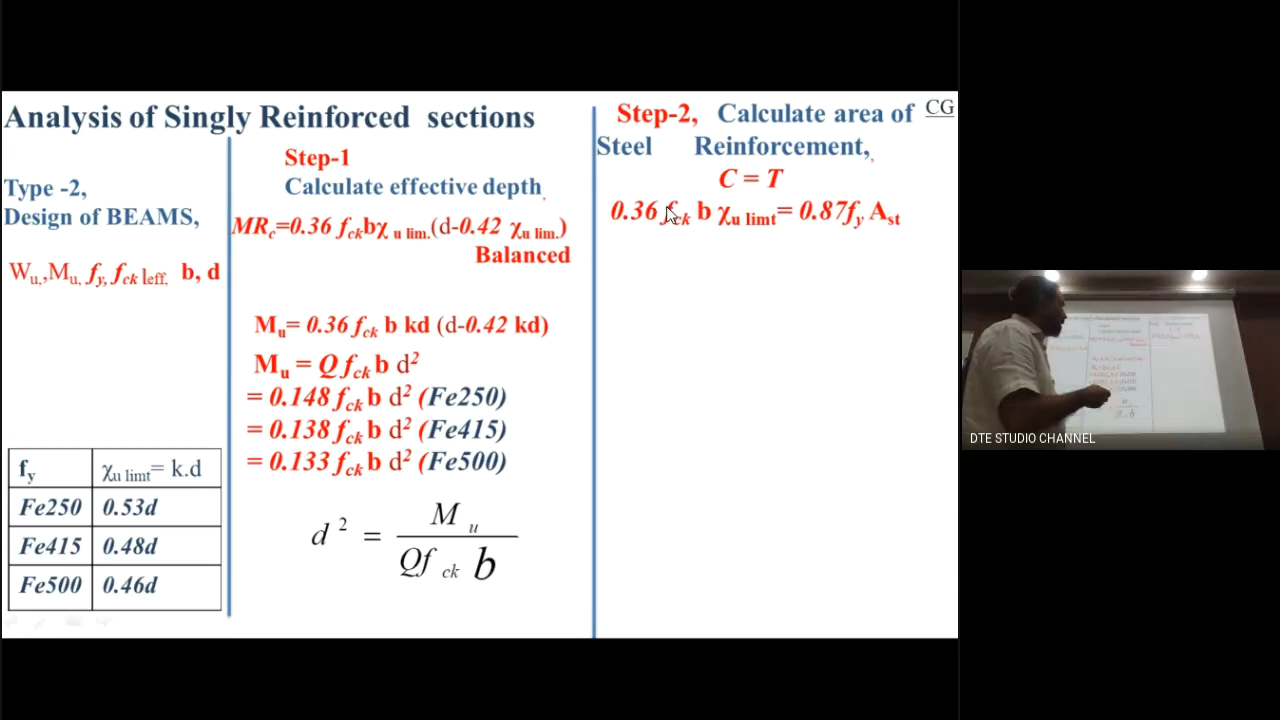 Analysis of Singly Reinforced sections
Type -2,
Design of BEAMS,
Wu,,Mu, fy, fck leff, b, d
fy χu limt= k.d
Fe250 0.53d
Fe415 0.48d
Fe500 0.46d
Step-1
Calculate effective depth,
MRc=0.36 fckbχ u lim.(d-0.42 χu lim.)
Balanced
Mu= 0.36 fck b kd (d-0.42 kd)
Mu = Q fck b d²
= 0.148 fck b d² (Fe250)
= 0.138 fck b d² (Fe415)
= 0.133 fck b d² (Fe500)
d ² = M u
Qf ck b
Step-2, Calculate area of CG
Steel Reinforcement,,
C = T
0.36 fck b χu limt= 0.87fy Ast
DTE STUDIO CHANNEL